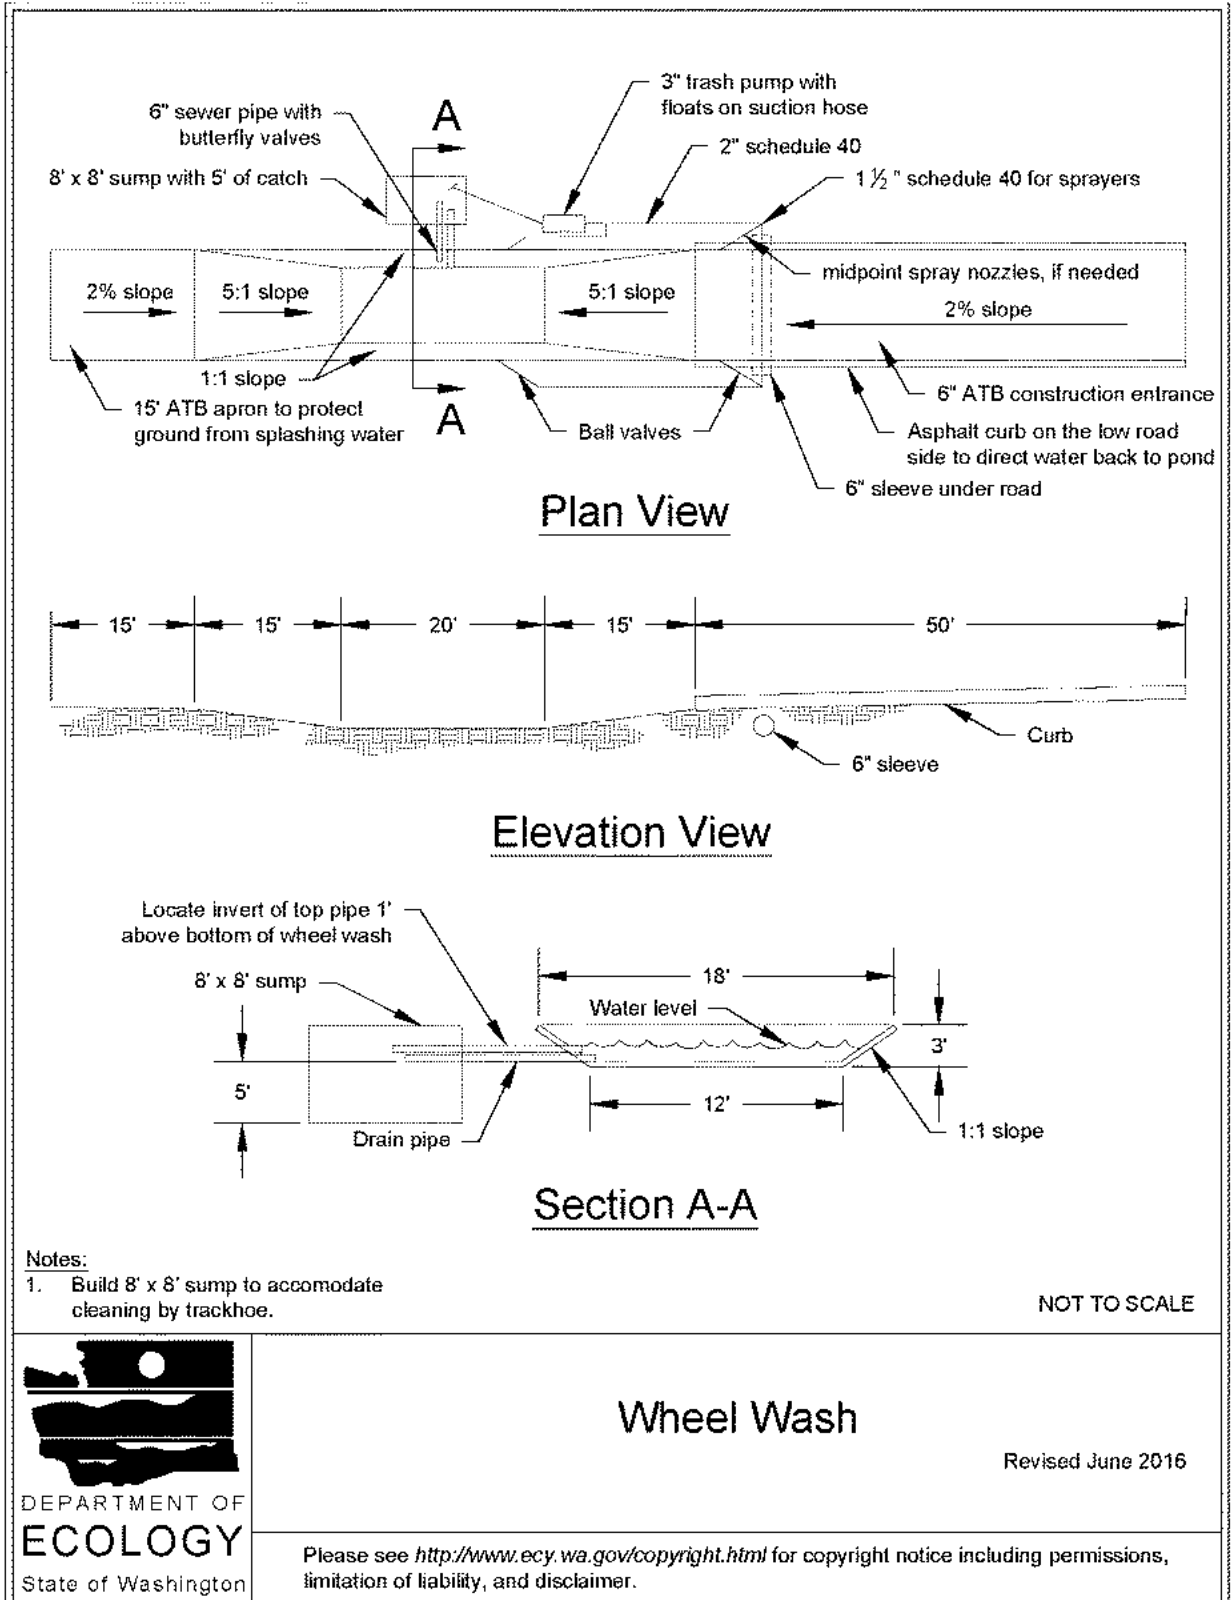 3" trash pump with
floats on suction hose
6" sewer pipe with
butterfly valves
A
2" schedule 40
8' x 8' sump with 5' of catch
1 ½ " schedule 40 for sprayers
midpoint spray nozzles, if needed
2% slope
5:1 slope
5:1 slope
2% slope
1:1 slope
6" ATB construction entrance
15' ATB apron to protect
ground from splashing water
A
Ball valves
Asphalt curb on the low road
side to direct water back to pond
6" sleeve under road
Plan View
15'
15'
20'
15'
50'
Curb
6" sleeve
Elevation View
Locate invert of top pipe 1'
above bottom of wheel wash
8' x 8' sump
18'
Water level
3'
5'
12'
Drain pipe
1:1 slope
Section A-A
Notes:
1. Build 8' x 8' sump to accomodate
cleaning by trackhoe.
NOT TO SCALE
Wheel Wash
Revised June 2016
DEPARTMENT OF
ECOLOGY
State of Washington
Please see http://www.ecy.wa.gov/copyright.html for copyright notice including permissions,
limitation of liability, and disclaimer.